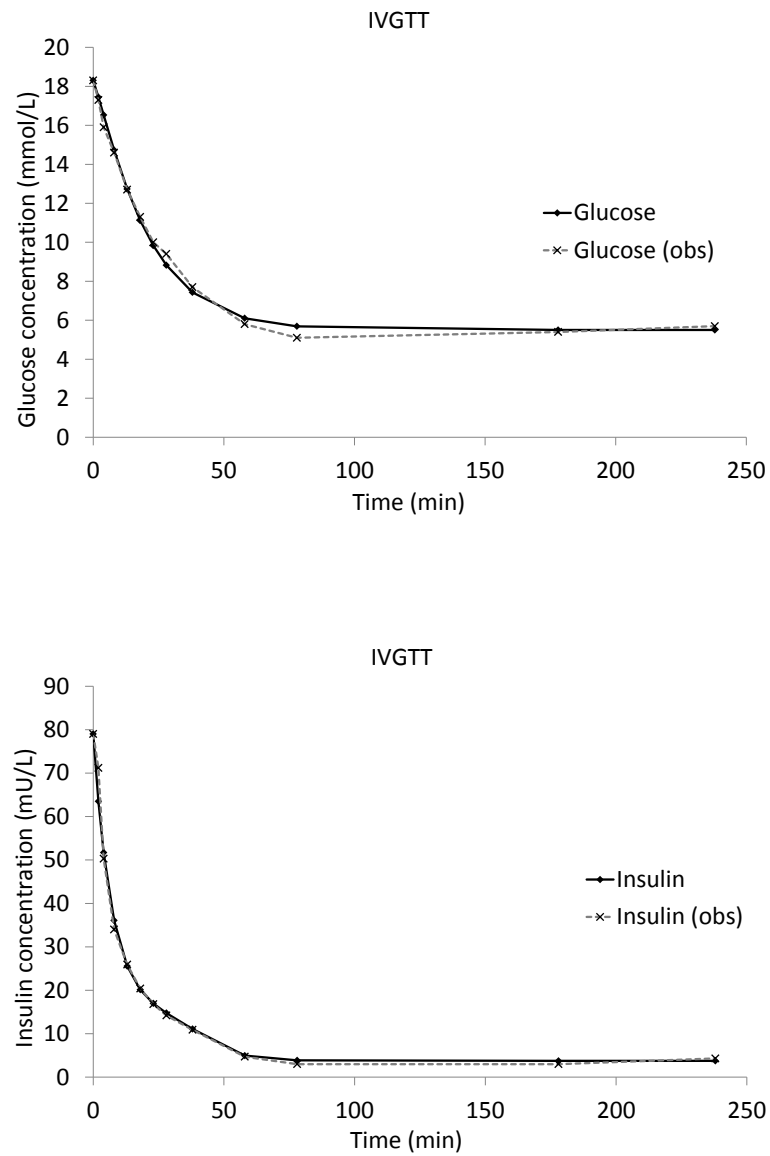 IVGTT
20
18
16
14
12
10
8
6
4
2
0
Glucose concentration (mmol/L)
Glucose
Glucose (obs)
0 50 100 150 200 250
Time (min)
IVGTT
90
80
70
60
50
40
30
20
10
0
Insulin concentration (mU/L)
Insulin
Insulin (obs)
0 50 100 150 200 250
Time (min)